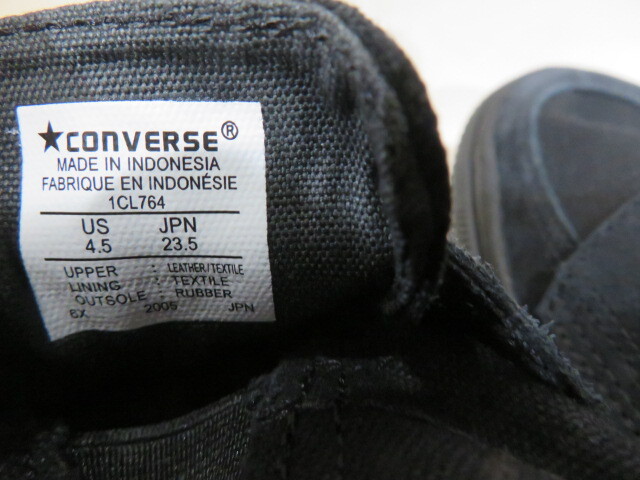 ★CONVERSE®
MADE IN INDONESIA
FABRIQUE EN INDONÉSIE
1CL764
US JPN
4.5 23.5
UPPER : LEATHER/TEXTILE
LINING : TEXTILE
OUTSOLE : RUBBER
6X 2005 JPN